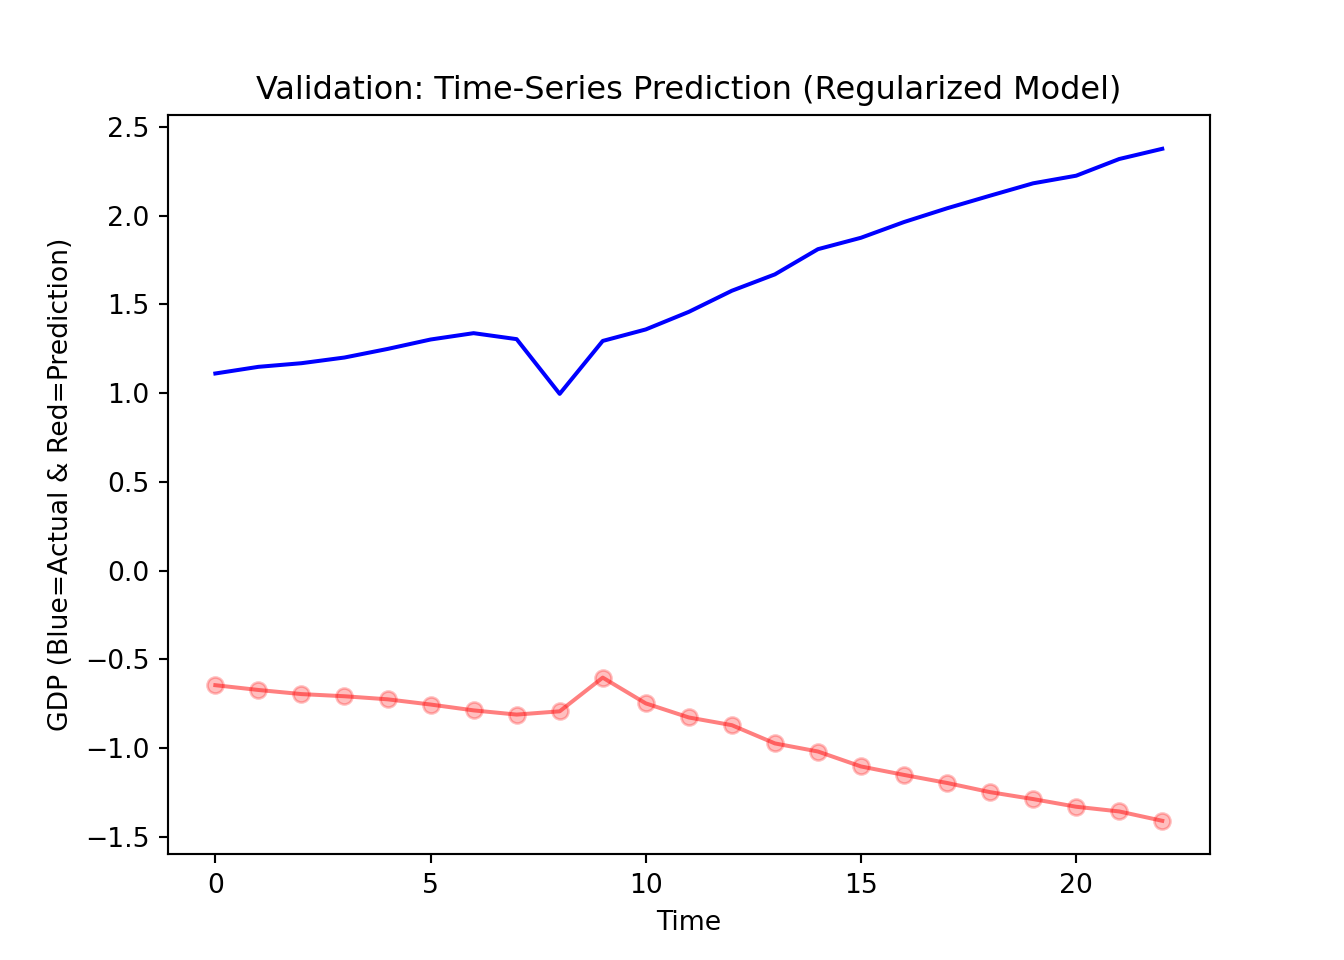 Validation: Time-Series Prediction (Regularized Model)
GDP (Blue=Actual & Red=Prediction)
2.5
2.0
1.5
1.0
0.5
0.0
−0.5
−1.0
−1.5
0 5 10 15 20
Time